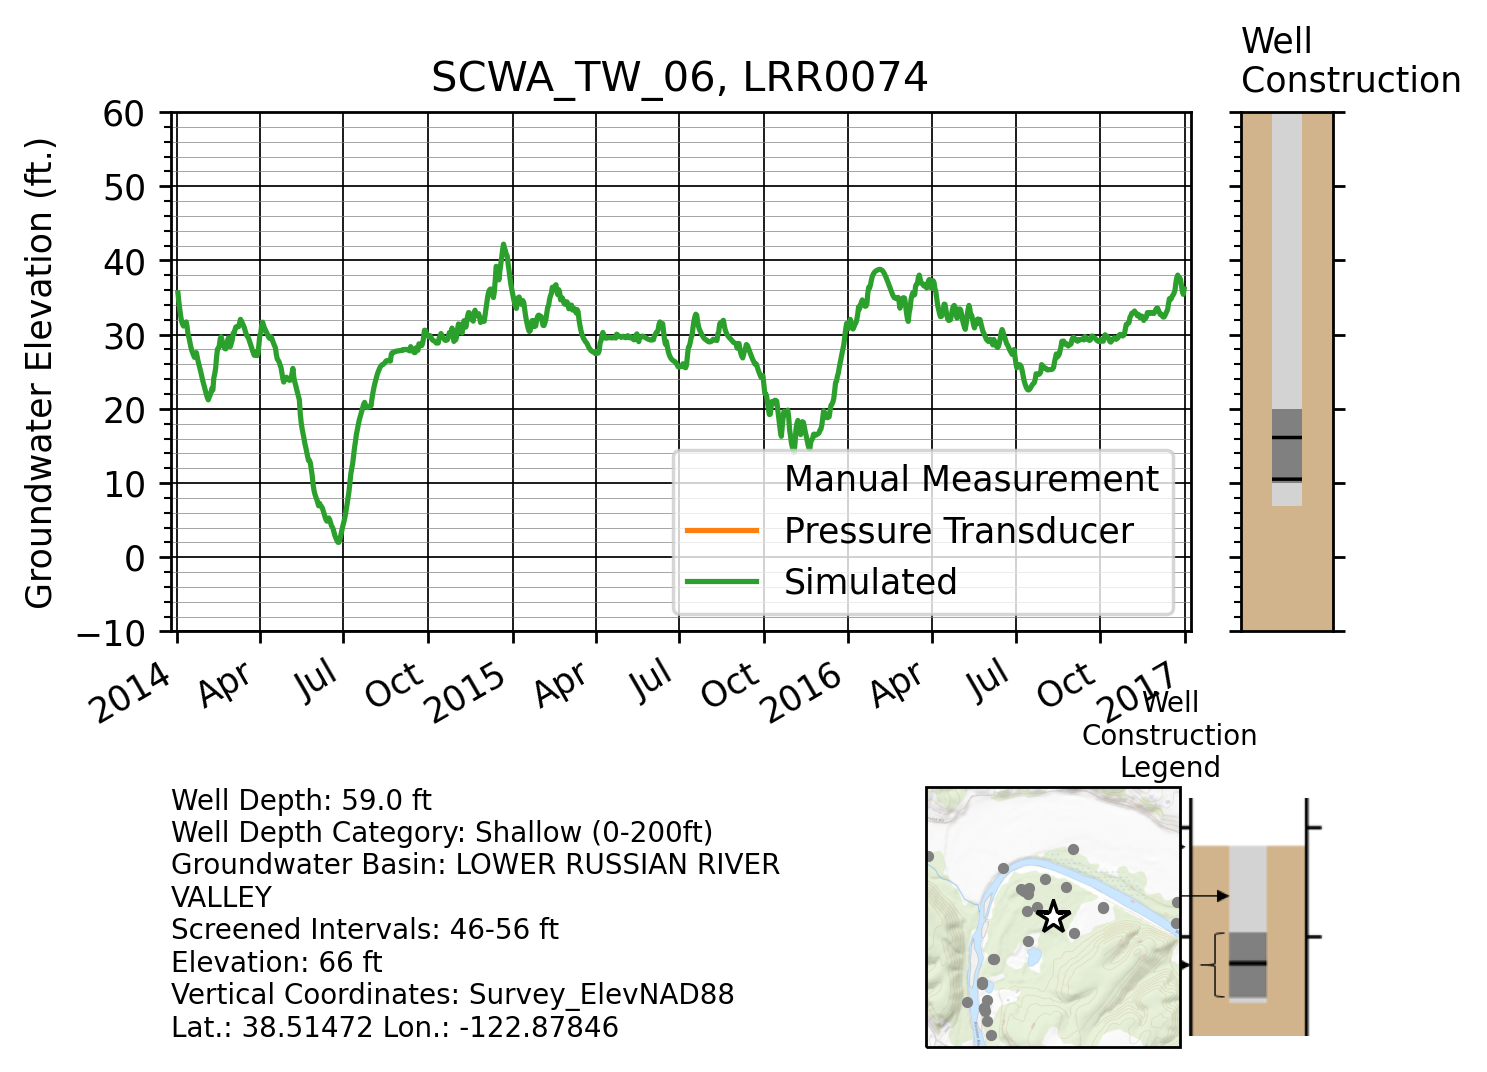 Well
Construction
SCWA_TW_06, LRR0074
Groundwater Elevation (ft.)
60
50
40
30
20
10
0
−10
2014
Apr
Jul
Oct
2015
Apr
Jul
Oct
2016
Apr
Jul
Oct
2017
Manual Measurement
Pressure Transducer
Simulated
Well
Construction
Legend
Well Depth: 59.0 ft
Well Depth Category: Shallow (0-200ft)
Groundwater Basin: LOWER RUSSIAN RIVER
VALLEY
Screened Intervals: 46-56 ft
Elevation: 66 ft
Vertical Coordinates: Survey_ElevNAD88
Lat.: 38.51472 Lon.: -122.87846